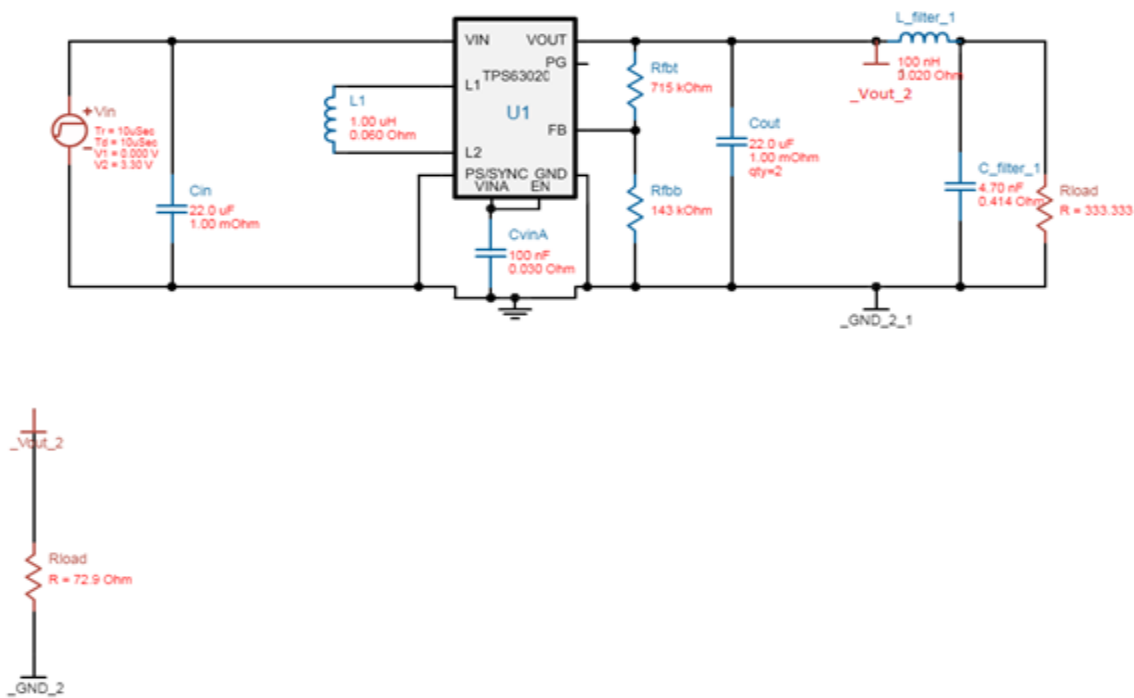 L_filter_1
100 nH
0.020 Ohm
_Vout_2
VIN
VOUT
PG
TPS63020
L1
U1
FB
L2
PS/SYNC
GND
VINA
EN
Vin
Tr = 10uSec
Td = 10uSec
V1 = 0.000 V
V2 = 3.30 V
Cin
22.0 uF
1.00 mOhm
L1
1.00 uH
0.060 Ohm
CvinA
100 nF
0.030 Ohm
Rfbt
715 kOhm
Rfbb
143 kOhm
Cout
22.0 uF
1.00 mOhm
qty=2
C_filter_1
4.70 nF
0.414 Ohm
Rload
R = 333.333
_GND_2_1
_Vout_2
Rload
R = 72.9 Ohm
_GND_2